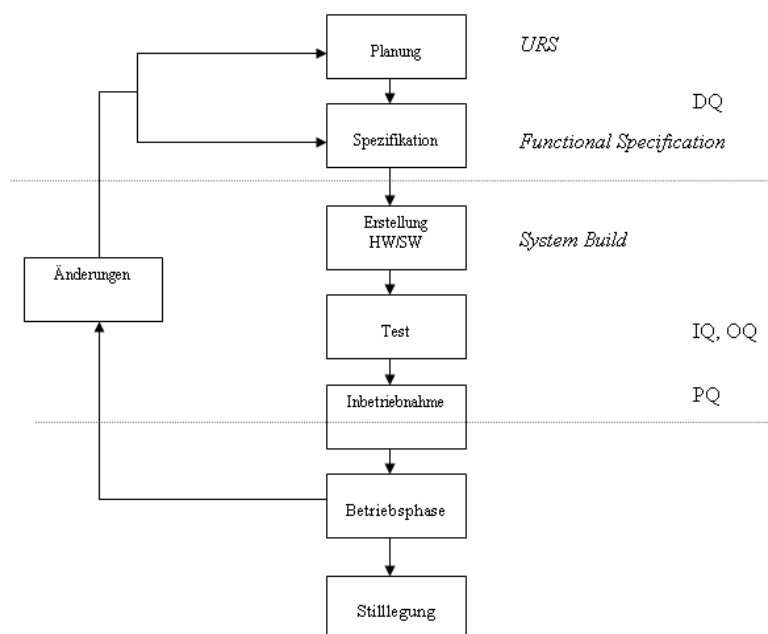 Planung
URS
DQ
Spezifikation
Functional Specification
Erstellung
HW/SW
System Build
Änderungen
Test
IQ, OQ
Inbetriebnahme
PQ
Betriebsphase
Stilllegung